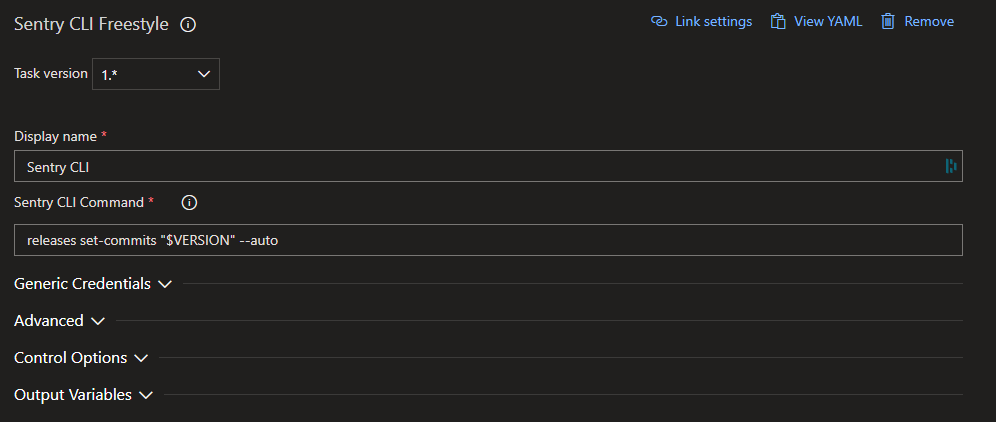 Sentry CLI Freestyle
Link settings View YAML Remove
Task version 1.*
Display name *
Sentry CLI
Sentry CLI Command *
releases set-commits "$VERSION" --auto
Generic Credentials
Advanced
Control Options
Output Variables